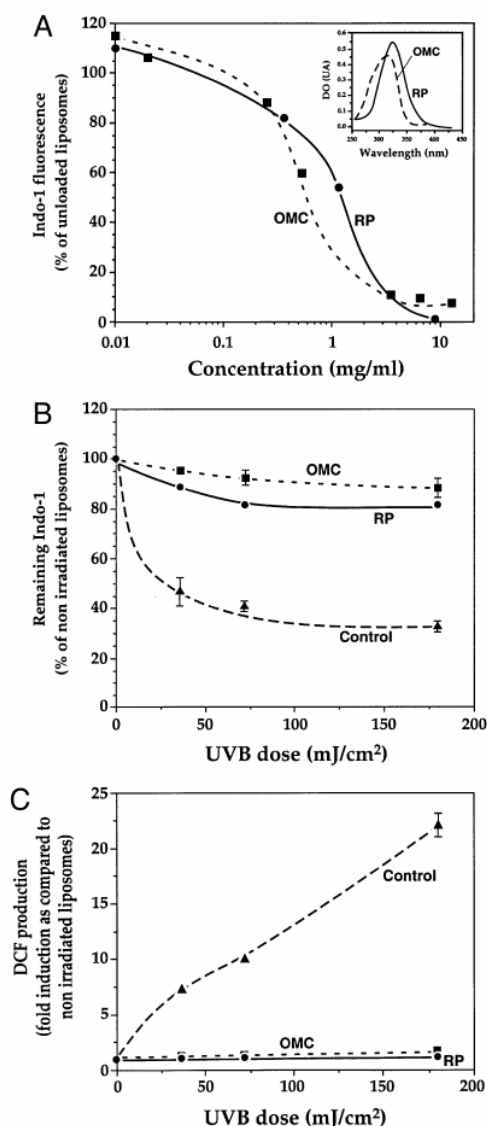 A
Indo-1 fluorescence
(% of unloaded liposomes)
120
100
80
60
40
20
0
0.01
0.1
1
10
Concentration (mg/ml)
OMC
RP
DO (UA)
0.6
0.5
0.4
0.3
0.2
0.1
0.0
250
350
450
Wavelength (nm)
OMC
RP
B
Remaining Indo-1
(% of non irradiated liposomes)
120
100
80
60
40
20
0
0
50
100
150
200
UVB dose (mJ/cm²)
OMC
RP
Control
C
DCF production
(fold induction as compared to
non irradiated liposomes)
25
20
15
10
5
0
0
50
100
150
200
UVB dose (mJ/cm²)
Control
OMC
RP